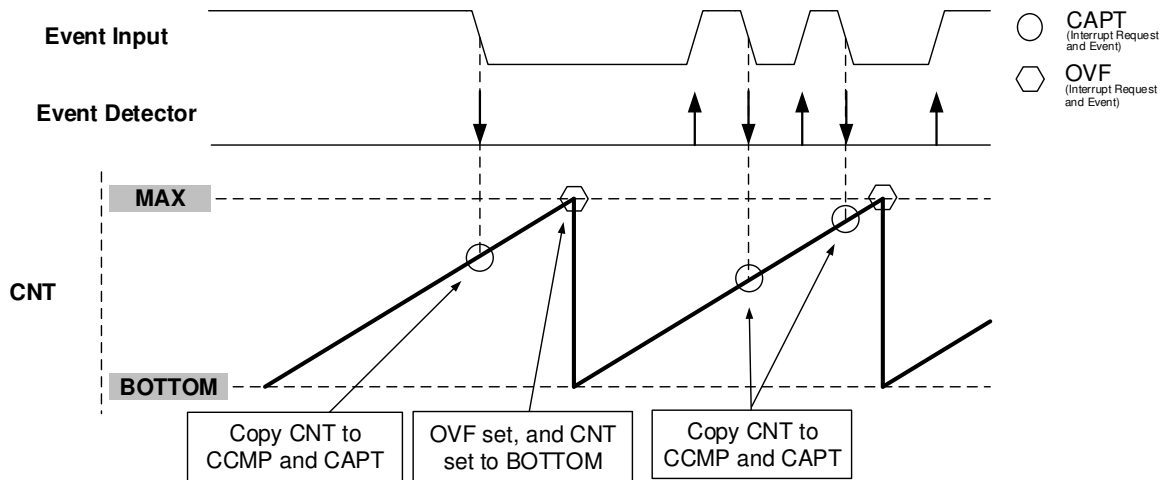 Event Input
CAPT
(Interrupt Request
and Event)
OVF
(Interrupt Request
and Event)
Event Detector
MAX
CNT
BOTTOM
Copy CNT to
CCMP and CAPT
OVF set, and CNT
set to BOTTOM
Copy CNT to
CCMP and CAPT